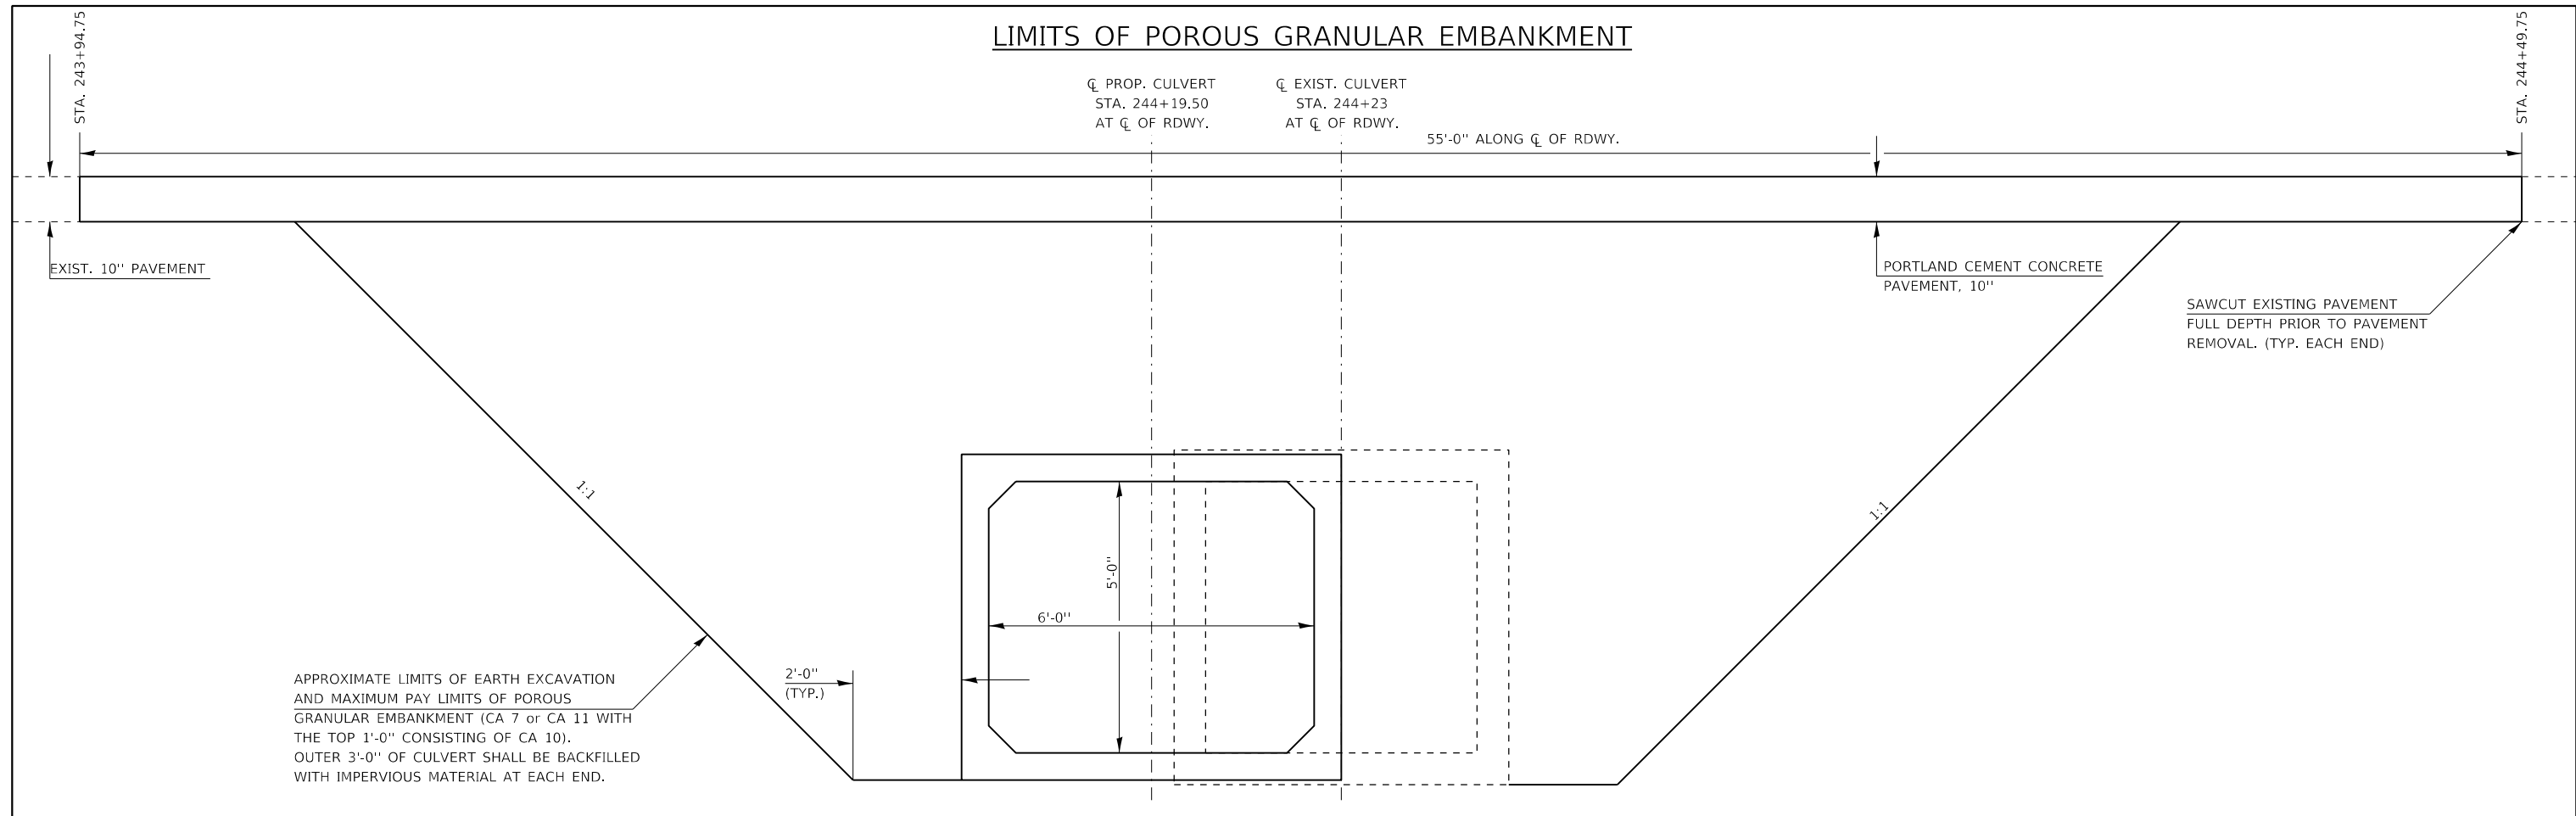 LIMITS OF POROUS GRANULAR EMBANKMENT
STA. 243+94.75
STA. 244+49.75
℄ PROP. CULVERT
STA. 244+19.50
AT ℄ OF RDWY.
℄ EXIST. CULVERT
STA. 244+23
AT ℄ OF RDWY.
55'-0" ALONG ℄ OF RDWY.
EXIST. 10" PAVEMENT
PORTLAND CEMENT CONCRETE
PAVEMENT, 10"
SAWCUT EXISTING PAVEMENT
FULL DEPTH PRIOR TO PAVEMENT
REMOVAL. (TYP. EACH END)
1:1
1:1
5'-0"
6'-0"
2'-0"
(TYP.)
APPROXIMATE LIMITS OF EARTH EXCAVATION
AND MAXIMUM PAY LIMITS OF POROUS
GRANULAR EMBANKMENT (CA 7 or CA 11 WITH
THE TOP 1'-0" CONSISTING OF CA 10).
OUTER 3'-0" OF CULVERT SHALL BE BACKFILLED
WITH IMPERVIOUS MATERIAL AT EACH END.